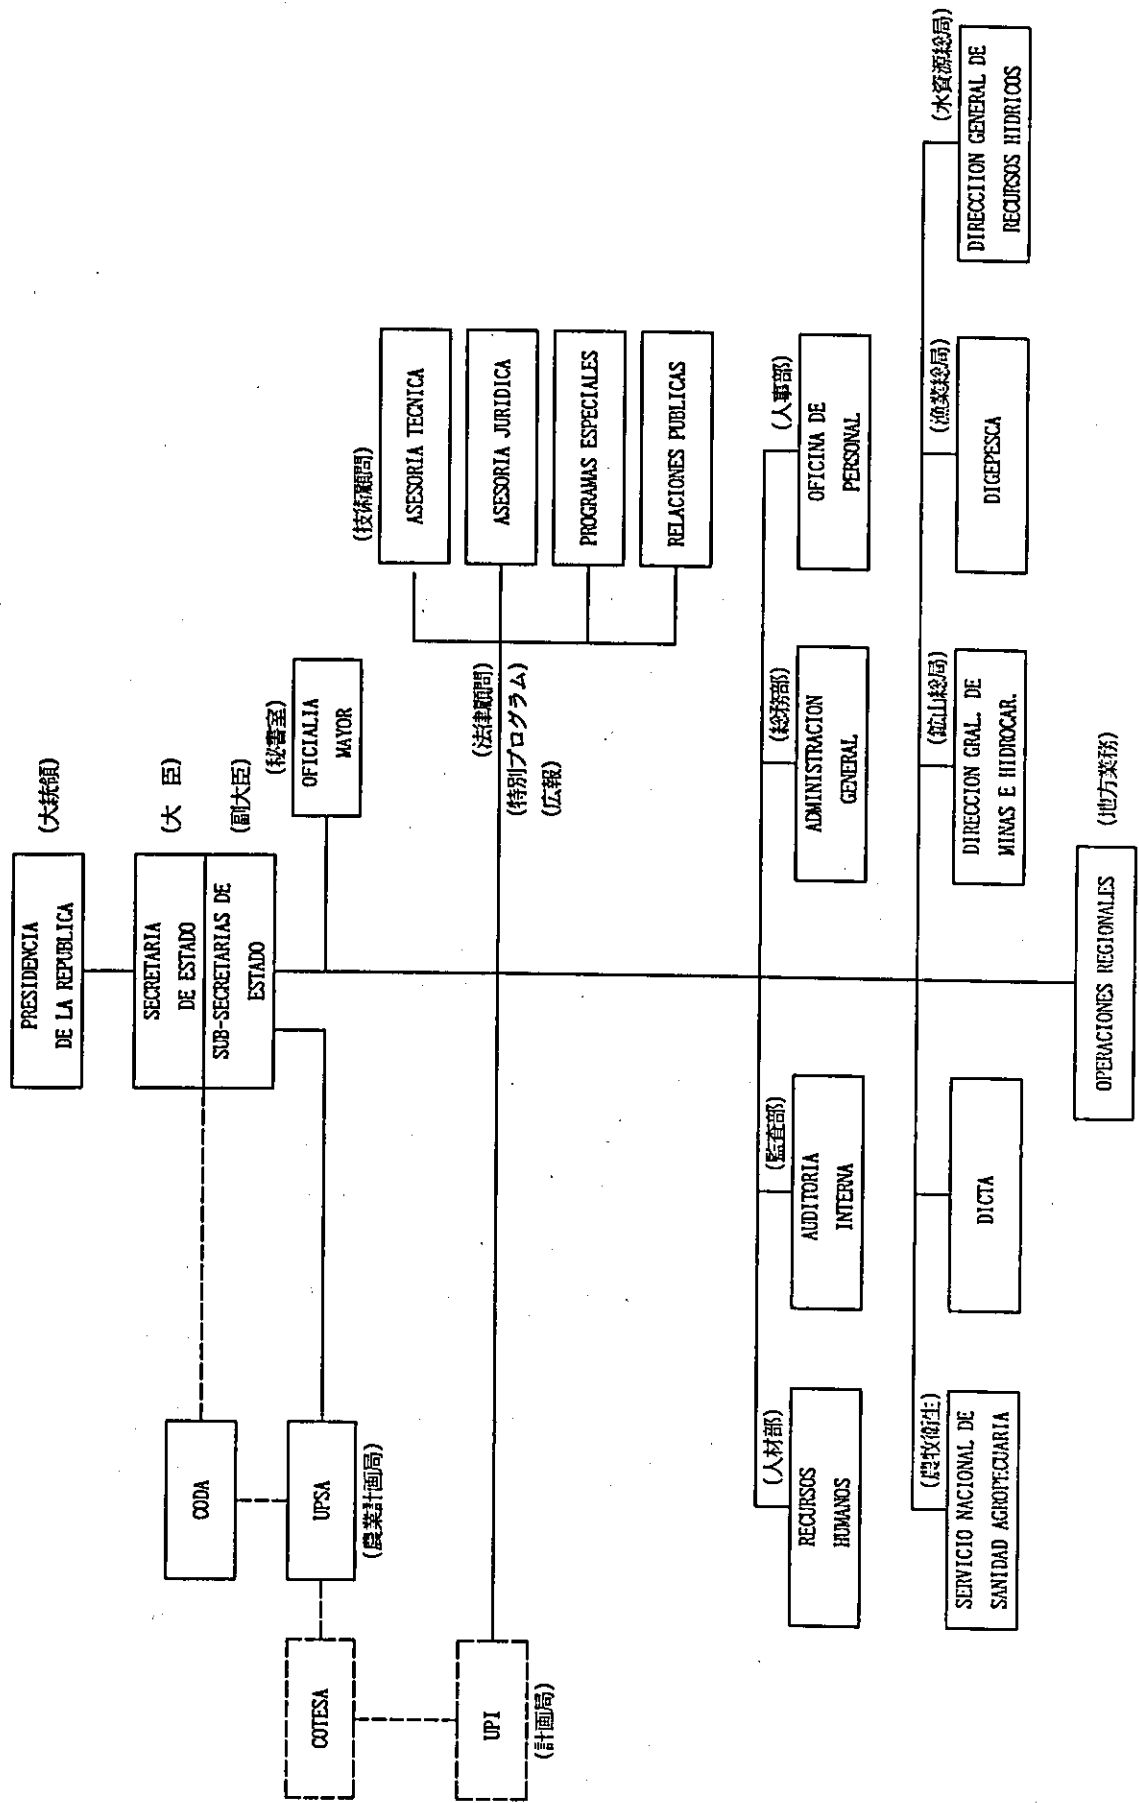 PRESIDENCIA
DE LA REPUBLICA
(大統領)
SECRETARIA
DE ESTADO
(大 臣)
SUB-SECRETARIAS DE
ESTADO
(副大臣)
CODA
UPSA
(農業計画局)
COTESA
UPI
(計画局)
(秘書室)
OFICIALIA
MAYOR
(技術顧問)
ASESORIA TECNICA
ASESORIA JURIDICA
(法律顧問)
PROGRAMAS ESPECIALES
(特別プログラム)
RELACIONES PUBLICAS
(広報)
(人材部)
RECURSOS
HUMANOS
(監査部)
AUDITORIA
INTERNA
(総務部)
ADMINISTRACION
GENERAL
(人事部)
OFICINA DE
PERSONAL
(農牧衛生)
SERVICIO NACIONAL DE
SANIDAD AGROPECUARIA
DICTA
(鉱山総局)
DIRECCION GRAL. DE
MINAS E HIDROCAR.
(漁業総局)
DIGEPESCA
(水資源総局)
DIRECCIION GENERAL DE
RECURSOS HIDRICOS
OPERACIONES REGIONALES
(地方業務)